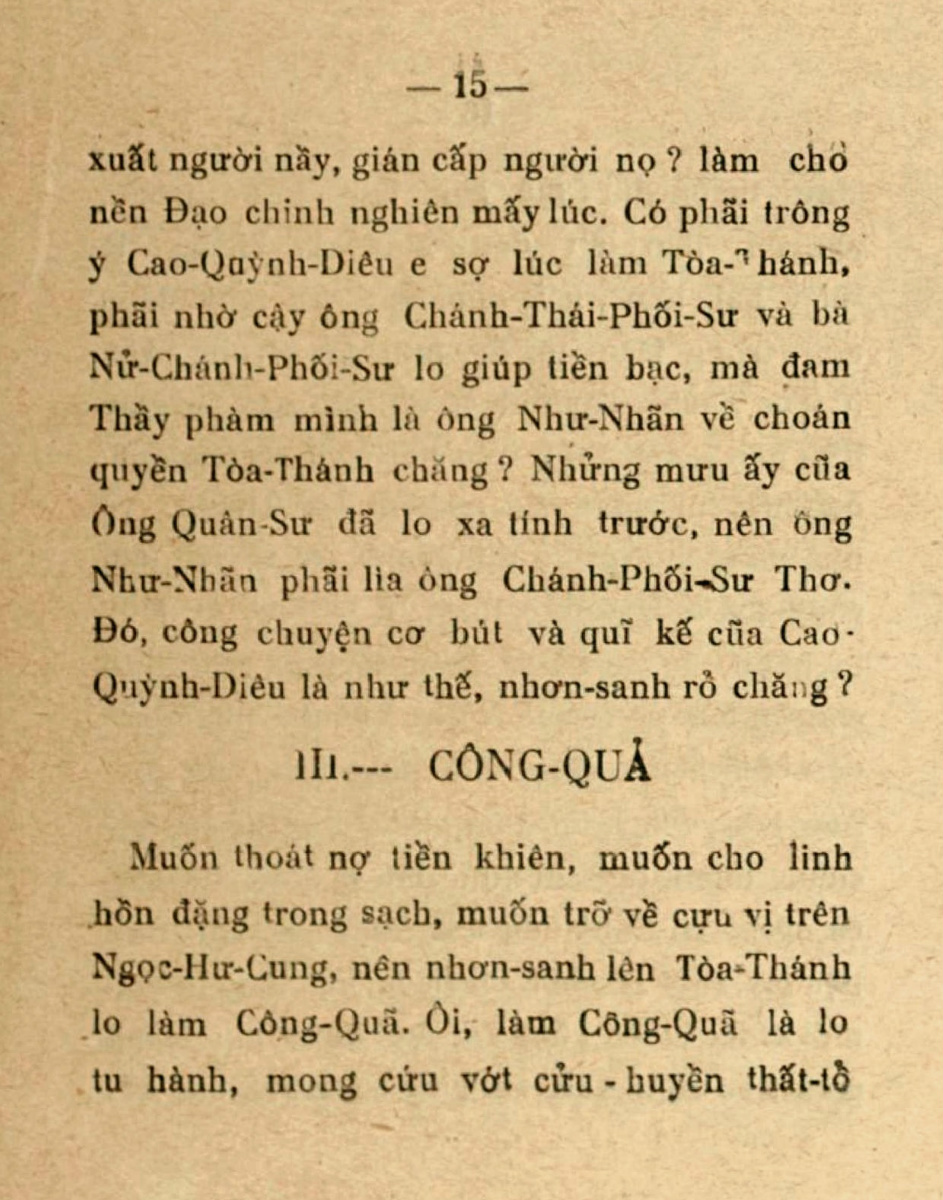 — 15 —
xuất người nầy, gián cấp người nọ ? làm cho
nền Đạo chinh nghiên mấy lúc. Có phãi trông
ý Cao-Quỳnh-Diêu e sợ lúc làm Tòa-Thánh,
phãi nhờ cậy ông Chánh-Thái-Phối-Sư và bà
Nử-Chánh-Phối-Sư lo giúp tiền bạc, mà đam
Thầy phàm mình là ông Như-Nhãn về choán
quyền Tòa-Thánh chăng ? Nhửng mưu ấy cũa
Ông Quân-Sư đã lo xa tính trước, nên ông
Như-Nhãn phãi lìa ông Chánh-Phối-Sư Thơ.
Đó, công chuyện cơ bút và quĩ kế cũa Cao-
Quỳnh-Diêu là như thế, nhơn-sanh rỏ chăng ?
III.--- CÔNG-QUẢ
Muốn thoát nợ tiền khiên, muốn cho linh
hồn đặng trong sạch, muốn trỡ về cựu vị trên
Ngọc-Hư-Cung, nên nhơn-sanh lên Tòa-Thánh
lo làm Công-Quã. Ôi, làm Công-Quã là lo
tu hành, mong cứu vớt cửu - huyền thất-tổ